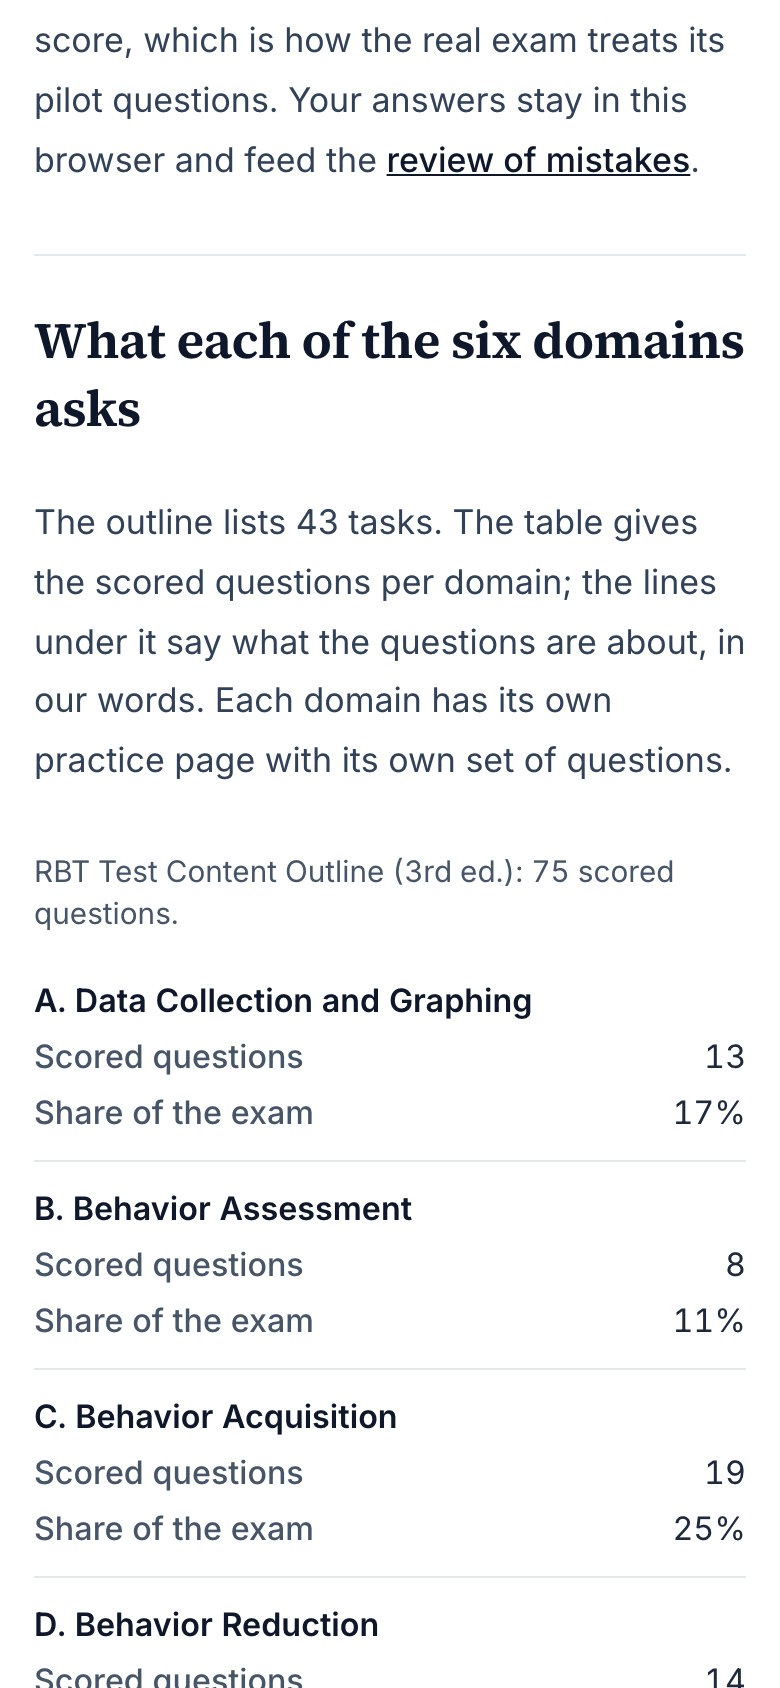 score, which is how the real exam treats its
pilot questions. Your answers stay in this
browser and feed the review of mistakes.
What each of the six domains
asks
The outline lists 43 tasks. The table gives
the scored questions per domain; the lines
under it say what the questions are about, in
our words. Each domain has its own
practice page with its own set of questions.
RBT Test Content Outline (3rd ed.): 75 scored
questions.
A. Data Collection and Graphing
Scored questions 13
Share of the exam 17%
B. Behavior Assessment
Scored questions 8
Share of the exam 11%
C. Behavior Acquisition
Scored questions 19
Share of the exam 25%
D. Behavior Reduction
Scored questions 14